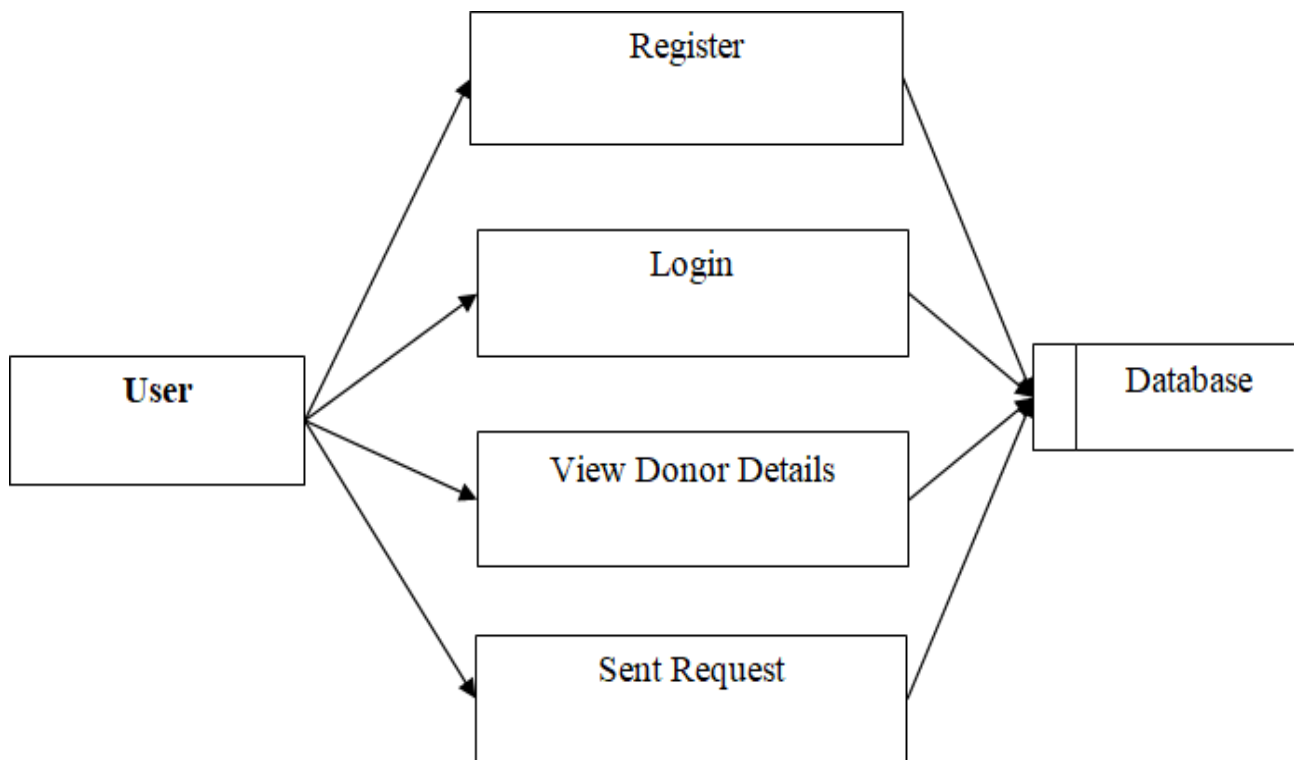 Register
Login
User
Database
View Donor Details
Sent Request